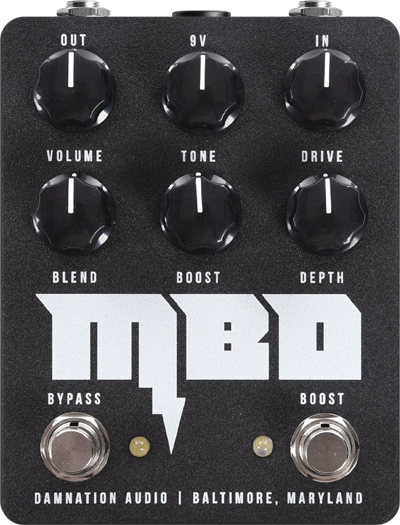 OUT 9V IN
VOLUME TONE DRIVE
BLEND BOOST DEPTH
MBD
BYPASS BOOST
DAMNATION AUDIO | BALTIMORE, MARYLAND